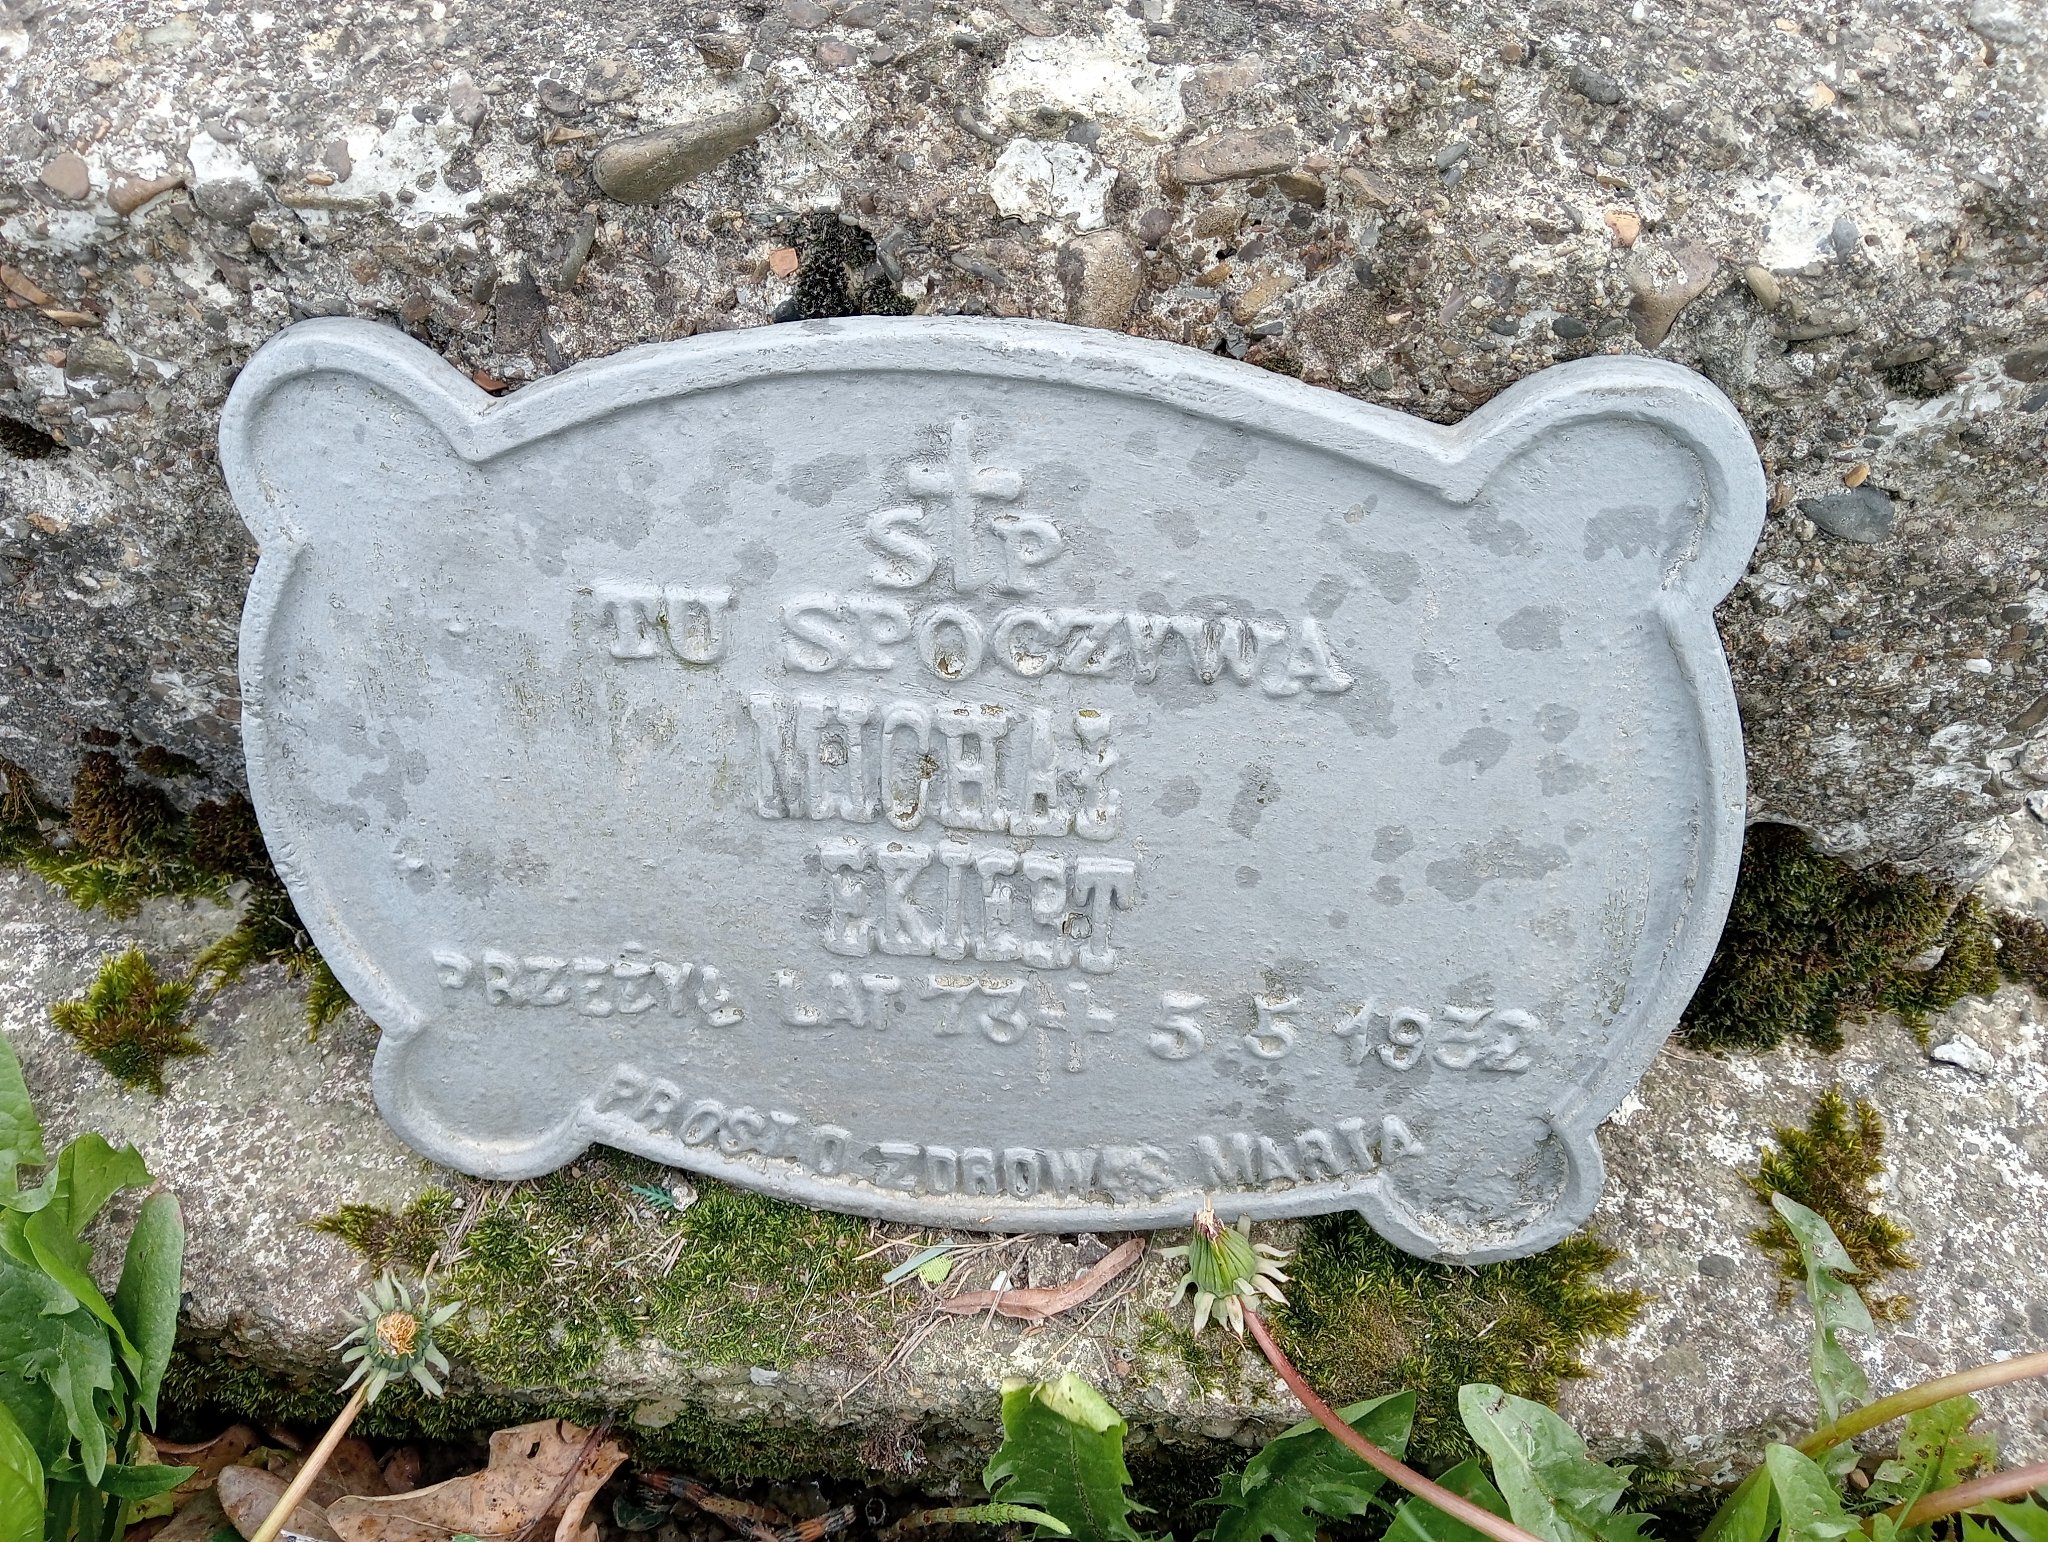 S†P
TU SPOCZYWA
MICHAŁ
EKIERT
PRZEŻYŁ LAT 73 † 5.5 1932
PROSI O ZDROWAŚ MARIA